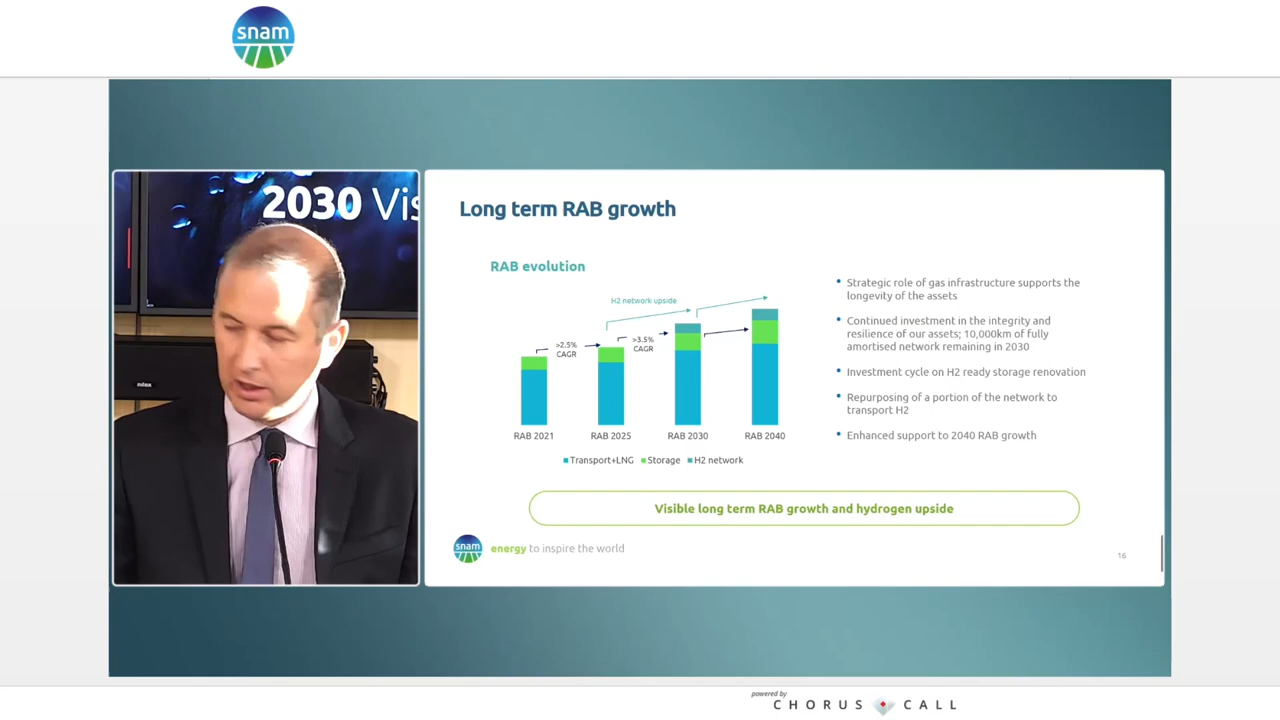 snam
2030 Vis
Long term RAB growth
RAB evolution
H2 network upside
>2.5%
CAGR
>3.5%
CAGR
RAB 2021
RAB 2025
RAB 2030
RAB 2040
Transport+LNG
Storage
H2 network
Strategic role of gas infrastructure supports the
longevity of the assets
Continued investment in the integrity and
resilience of our assets; 10,000km of fully
amortised network remaining in 2030
Investment cycle on H2 ready storage renovation
Repurposing of a portion of the network to
transport H2
Enhanced support to 2040 RAB growth
Visible long term RAB growth and hydrogen upside
snam
energy to inspire the world
16
powered by
CHORUS CALL